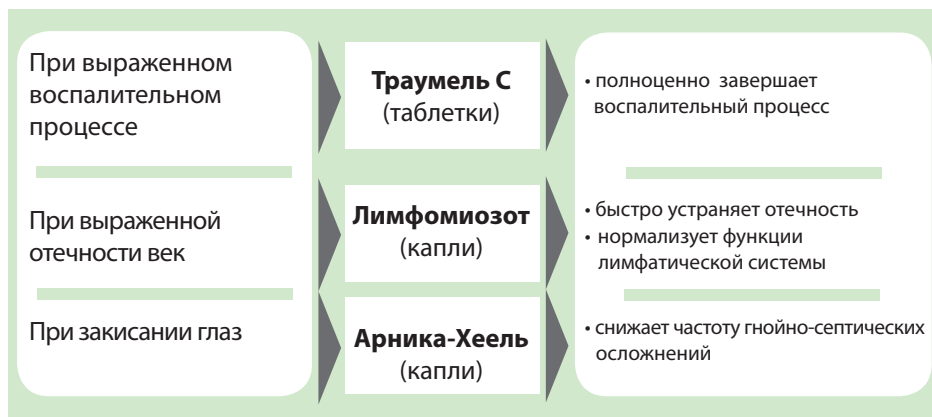 При выраженном
воспалительном
процессе
Траумель С
(таблетки)
• полноценно завершает
воспалительный процесс
При выраженной
отечности век
Лимфомиозот
(капли)
• быстро устраняет отечность
• нормализует функции
лимфатической системы
При закисании глаз
Арника-Хеель
(капли)
• снижает частоту гнойно-септических
осложнений